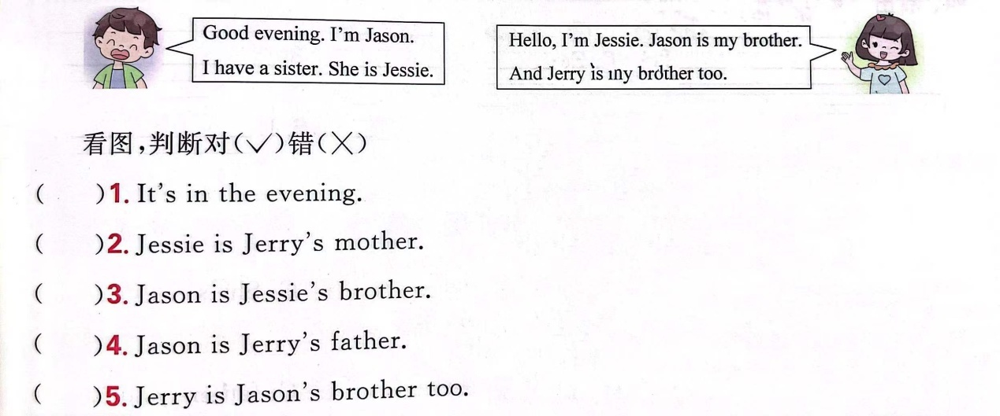 Good evening. I'm Jason.
I have a sister. She is Jessie.
Hello, I'm Jessie. Jason is my brother.
And Jerry is my brother too.
看图,判断对(✓)错(✗)
( )1. It's in the evening.
( )2. Jessie is Jerry's mother.
( )3. Jason is Jessie's brother.
( )4. Jason is Jerry's father.
( )5. Jerry is Jason's brother too.